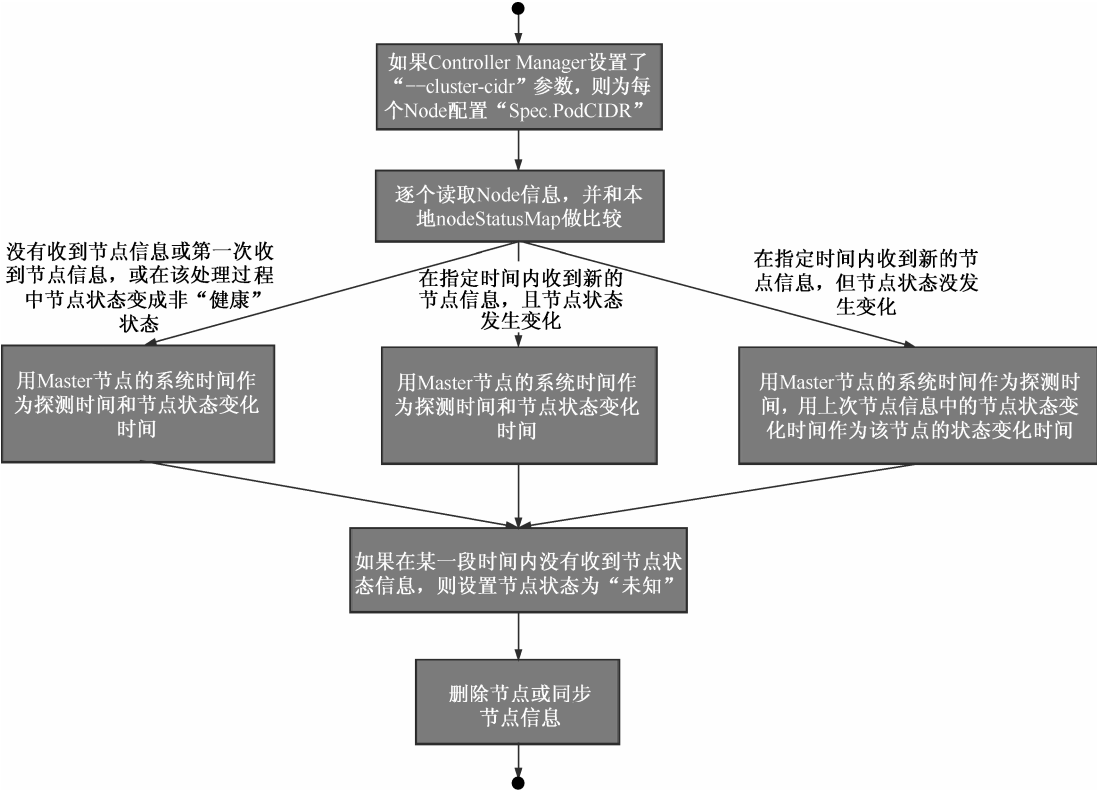 如果Controller Manager设置了
“--cluster-cidr”参数，则为每
个Node配置“Spec.PodCIDR”
逐个读取Node信息，并和本
地nodeStatusMap做比较
没有收到节点信息或第一次收
到节点信息，或在该处理过程
中节点状态变成非“健康”
状态
在指定时间内收到新的
节点信息，且节点状态
发生变化
在指定时间内收到新的节
点信息，但节点状态没发
生变化
用Master节点的系统时间作
为探测时间和节点状态变化
时间
用Master节点的系统时间作
为探测时间和节点状态变化
时间
用Master节点的系统时间作为探测时
间，用上次节点信息中的节点状态变
化时间作为该节点的状态变化时间
如果在某一段时间内没有收到节点状
态信息，则设置节点状态为“未知”
删除节点或同步
节点信息